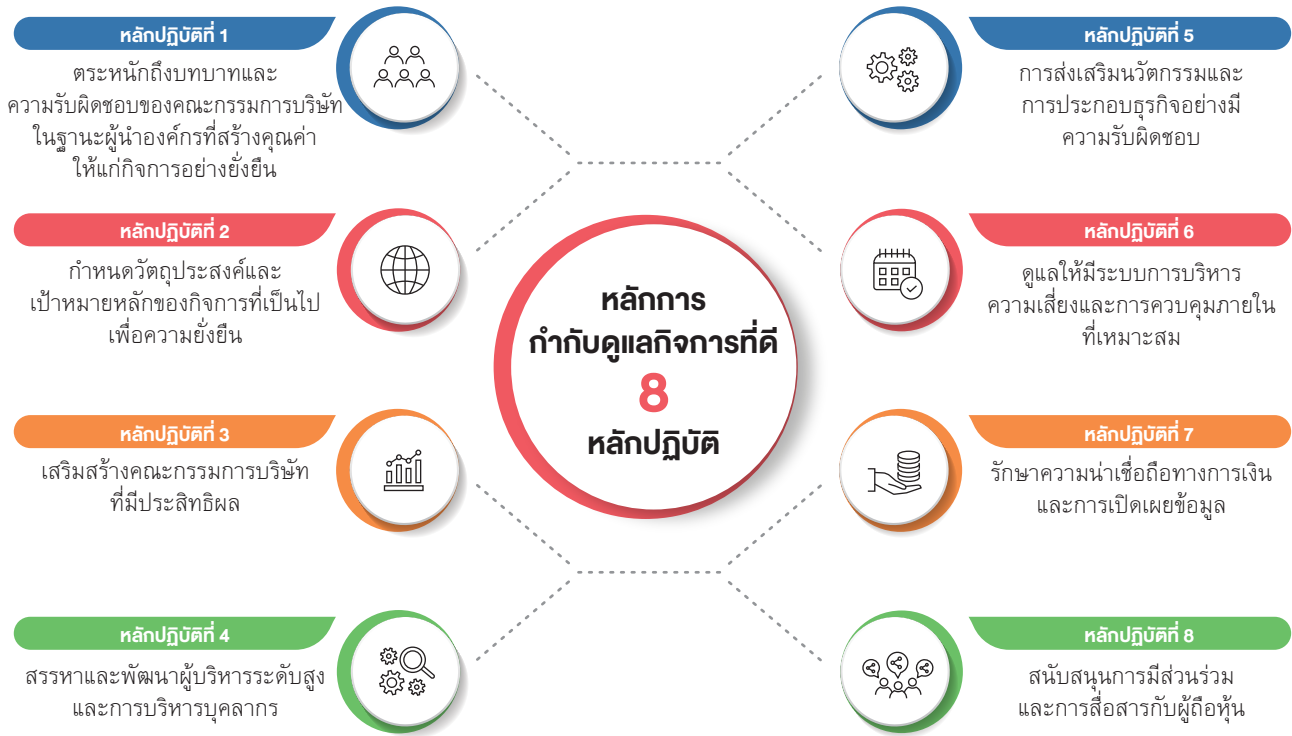 หลักปฏิบัติที่ 1
ตระหนักถึงบทบาทและ
ความรับผิดชอบของคณะกรรมการบริษัท
ในฐานะผู้นำองค์กรที่สร้างคุณค่า
ให้แก่กิจการอย่างยั่งยืน
หลักปฏิบัติที่ 2
กำหนดวัตถุประสงค์และ
เป้าหมายหลักของกิจการที่เป็นไป
เพื่อความยั่งยืน
หลักปฏิบัติที่ 3
เสริมสร้างคณะกรรมการบริษัท
ที่มีประสิทธิผล
หลักปฏิบัติที่ 4
สรรหาและพัฒนาผู้บริหารระดับสูง
และการบริหารบุคลากร
หลักการ
กำกับดูแลกิจการที่ดี
8
หลักปฏิบัติ
หลักปฏิบัติที่ 5
การส่งเสริมนวัตกรรมและ
การประกอบธุรกิจอย่างมี
ความรับผิดชอบ
หลักปฏิบัติที่ 6
ดูแลให้มีระบบการบริหาร
ความเสี่ยงและการควบคุมภายใน
ที่เหมาะสม
หลักปฏิบัติที่ 7
รักษาความน่าเชื่อถือทางการเงิน
และการเปิดเผยข้อมูล
หลักปฏิบัติที่ 8
สนับสนุนการมีส่วนร่วม
และการสื่อสารกับผู้ถือหุ้น